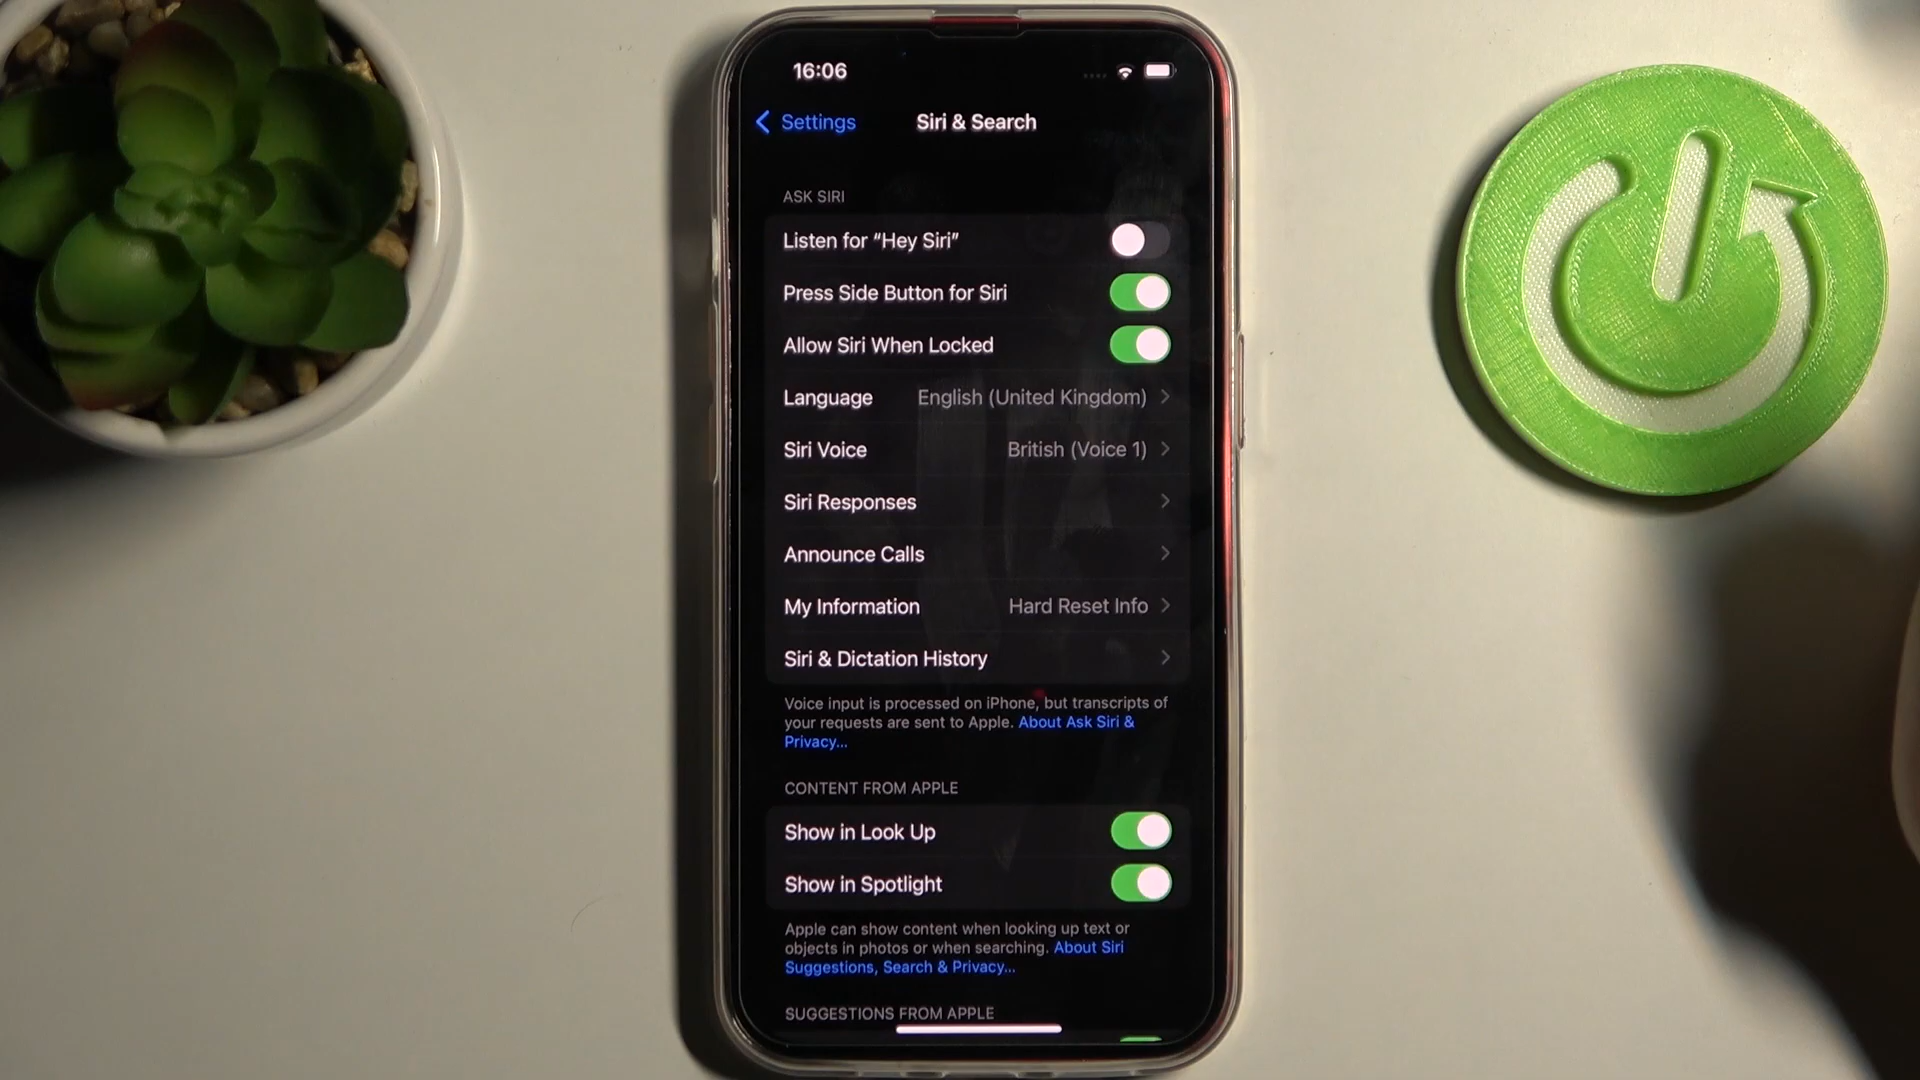 16:06
Settings
Siri & Search
ASK SIRI
Listen for “Hey Siri”
Press Side Button for Siri
Allow Siri When Locked
Language English (United Kingdom)
Siri Voice British (Voice 1)
Siri Responses
Announce Calls
My Information Hard Reset Info
Siri & Dictation History
Voice input is processed on iPhone, but transcripts of
your requests are sent to Apple. About Ask Siri &
Privacy...
CONTENT FROM APPLE
Show in Look Up
Show in Spotlight
Apple can show content when looking up text or
objects in photos or when searching. About Siri
Suggestions, Search & Privacy...
SUGGESTIONS FROM APPLE